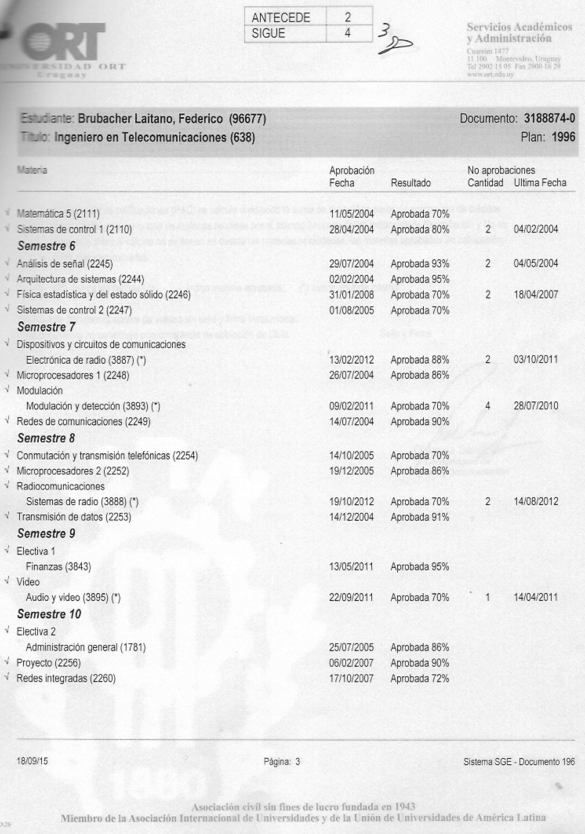 ANTECEDE 2
SIGUE 4
3
ORT
UNIVERSIDAD ORT
Uruguay
Servicios Académicos
y Administración
Cuareim 1477
11.100 Montevideo, Uruguay
Tel 2902 15 05 Fax 2900 16 29
www.ort.edu.uy
Estudiante: Brubacher Laitano, Federico (96677) Documento: 3188874-0
Título: Ingeniero en Telecomunicaciones (638) Plan: 1996
Materia Aprobación Fecha Resultado No aprobaciones Cantidad Ultima Fecha
√ Matemática 5 (2111) 11/05/2004 Aprobada 70%
√ Sistemas de control 1 (2110) 28/04/2004 Aprobada 80% 2 04/02/2004
Semestre 6
√ Análisis de señal (2245) 29/07/2004 Aprobada 93% 2 04/05/2004
√ Arquitectura de sistemas (2244) 02/02/2004 Aprobada 95%
√ Física estadística y del estado sólido (2246) 31/01/2008 Aprobada 70% 2 18/04/2007
√ Sistemas de control 2 (2247) 01/08/2005 Aprobada 70%
Semestre 7
√ Dispositivos y circuitos de comunicaciones
Electrónica de radio (3887) (*) 13/02/2012 Aprobada 88% 2 03/10/2011
√ Microprocesadores 1 (2248) 26/07/2004 Aprobada 86%
√ Modulación
Modulación y detección (3893) (*) 09/02/2011 Aprobada 70% 4 28/07/2010
√ Redes de comunicaciones (2249) 14/07/2004 Aprobada 90%
Semestre 8
√ Conmutación y transmisión telefónicas (2254) 14/10/2005 Aprobada 70%
√ Microprocesadores 2 (2252) 19/12/2005 Aprobada 86%
√ Radiocomunicaciones
Sistemas de radio (3888) (*) 19/10/2012 Aprobada 70% 2 14/08/2012
√ Transmisión de datos (2253) 14/12/2004 Aprobada 91%
Semestre 9
√ Electiva 1
Finanzas (3843) 13/05/2011 Aprobada 95%
√ Video
Audio y video (3895) (*) 22/09/2011 Aprobada 70% 1 14/04/2011
Semestre 10
√ Electiva 2
Administración general (1781) 25/07/2005 Aprobada 86%
√ Proyecto (2256) 06/02/2007 Aprobada 90%
√ Redes integradas (2260) 17/10/2007 Aprobada 72%
18/09/15 Página: 3 Sistema SGE - Documento 196
Asociación civil sin fines de lucro fundada en 1943
Miembro de la Asociación Internacional de Universidades y de la Unión de Universidades de América Latina